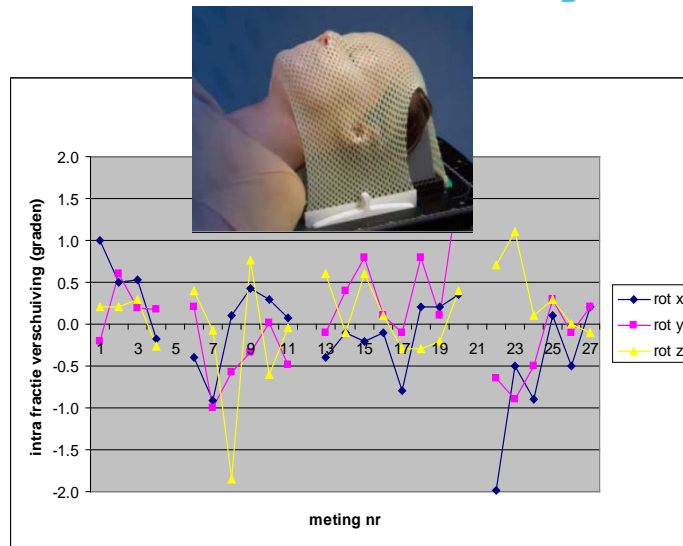 g
2.0
1.5
1.0
0.5
0.0
-0.5
-1.0
-1.5
-2.0
1 3 5 7 9 11 13 15 17 19 21 23 25 27
intra fractie verschuiving (graden)
meting nr
rot x
rot y
rot z